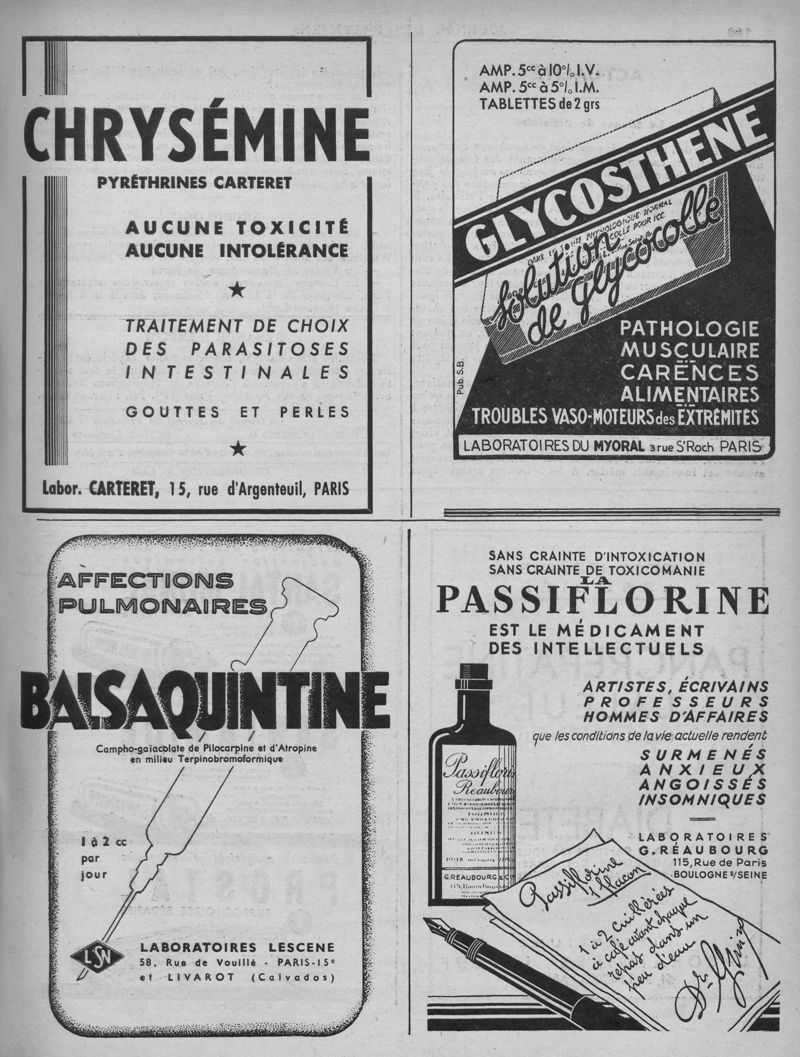 CHRYSÉMINE
PYRÉTHRINES CARTERET
AUCUNE TOXICITÉ
AUCUNE INTOLÉRANCE
TRAITEMENT DE CHOIX
DES PARASITOSES
INTESTINALES
GOUTTES ET PERLES
Labor. CARTERET, 15, rue d'Argenteuil, PARIS
AMP. 5cc à 10% I.V.
AMP. 5cc à 5% I.M.
TABLETTES de 2 grs
GLYCOSTHENE
Solution
de Glycocolle
PATHOLOGIE
MUSCULAIRE
CARENCES
ALIMENTAIRES
TROUBLES VASO-MOTEURS des EXTRÉMITÉS
Pub. S.B.
LABORATOIRES DU MYORAL 3 rue St Roch PARIS
AFFECTIONS
PULMONAIRES
BALSAQUINTINE
Campho-gaïacolate de Pilocarpine et d'Atropine
en milieu Terpinobromoformique
1 à 2 cc
par
jour
LSN
LABORATOIRES LESCENE
58, Rue de Vouillé - PARIS-15e
et LIVAROT (Calvados)
SANS CRAINTE D'INTOXICATION
SANS CRAINTE DE TOXICOMANIE
LA
PASSIFLORINE
EST LE MÉDICAMENT
DES INTELLECTUELS
ARTISTES, ÉCRIVAINS
PROFESSEURS
HOMMES D'AFFAIRES
que les conditions de la vie actuelle rendent
SURMENÉS
ANXIEUX
ANGOISSÉS
INSOMNIQUES
LABORATOIRES
G. RÉAUBOURG
115, Rue de Paris
BOULOGNE s/SEINE
Passiflori
Réaubour
G. REAUBOURG & C
Passiflorine
1 flacon
1 à 2 cuillerées
à café avant chaque
repas dans un
peu d'eau